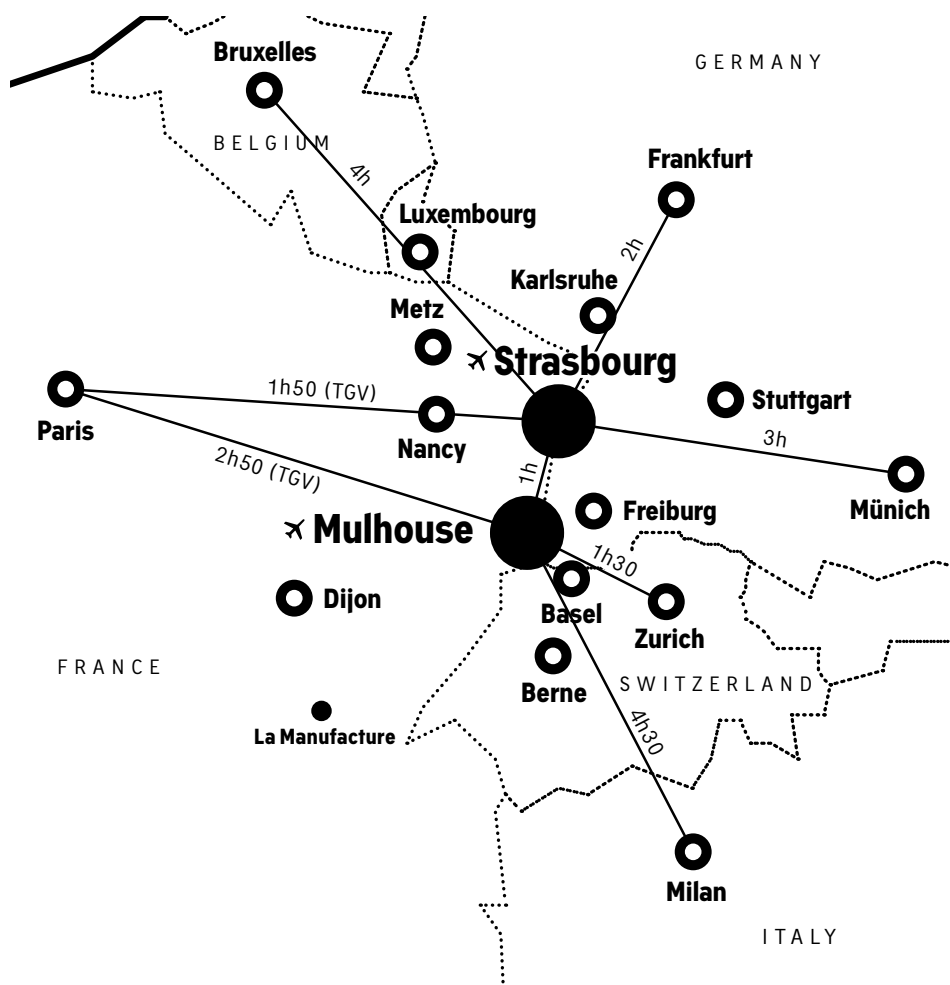 Bruxelles
GERMANY
BELGIUM
Frankfurt
4h
Luxembourg
2h
Karlsruhe
Metz
Strasbourg
1h50 (TGV)
Stuttgart
Paris
Nancy
3h
2h50 (TGV)
1h
Münich
Freiburg
Mulhouse
1h30
Dijon
Basel
Zurich
FRANCE
SWITZERLAND
Berne
4h30
La Manufacture
Milan
ITALY